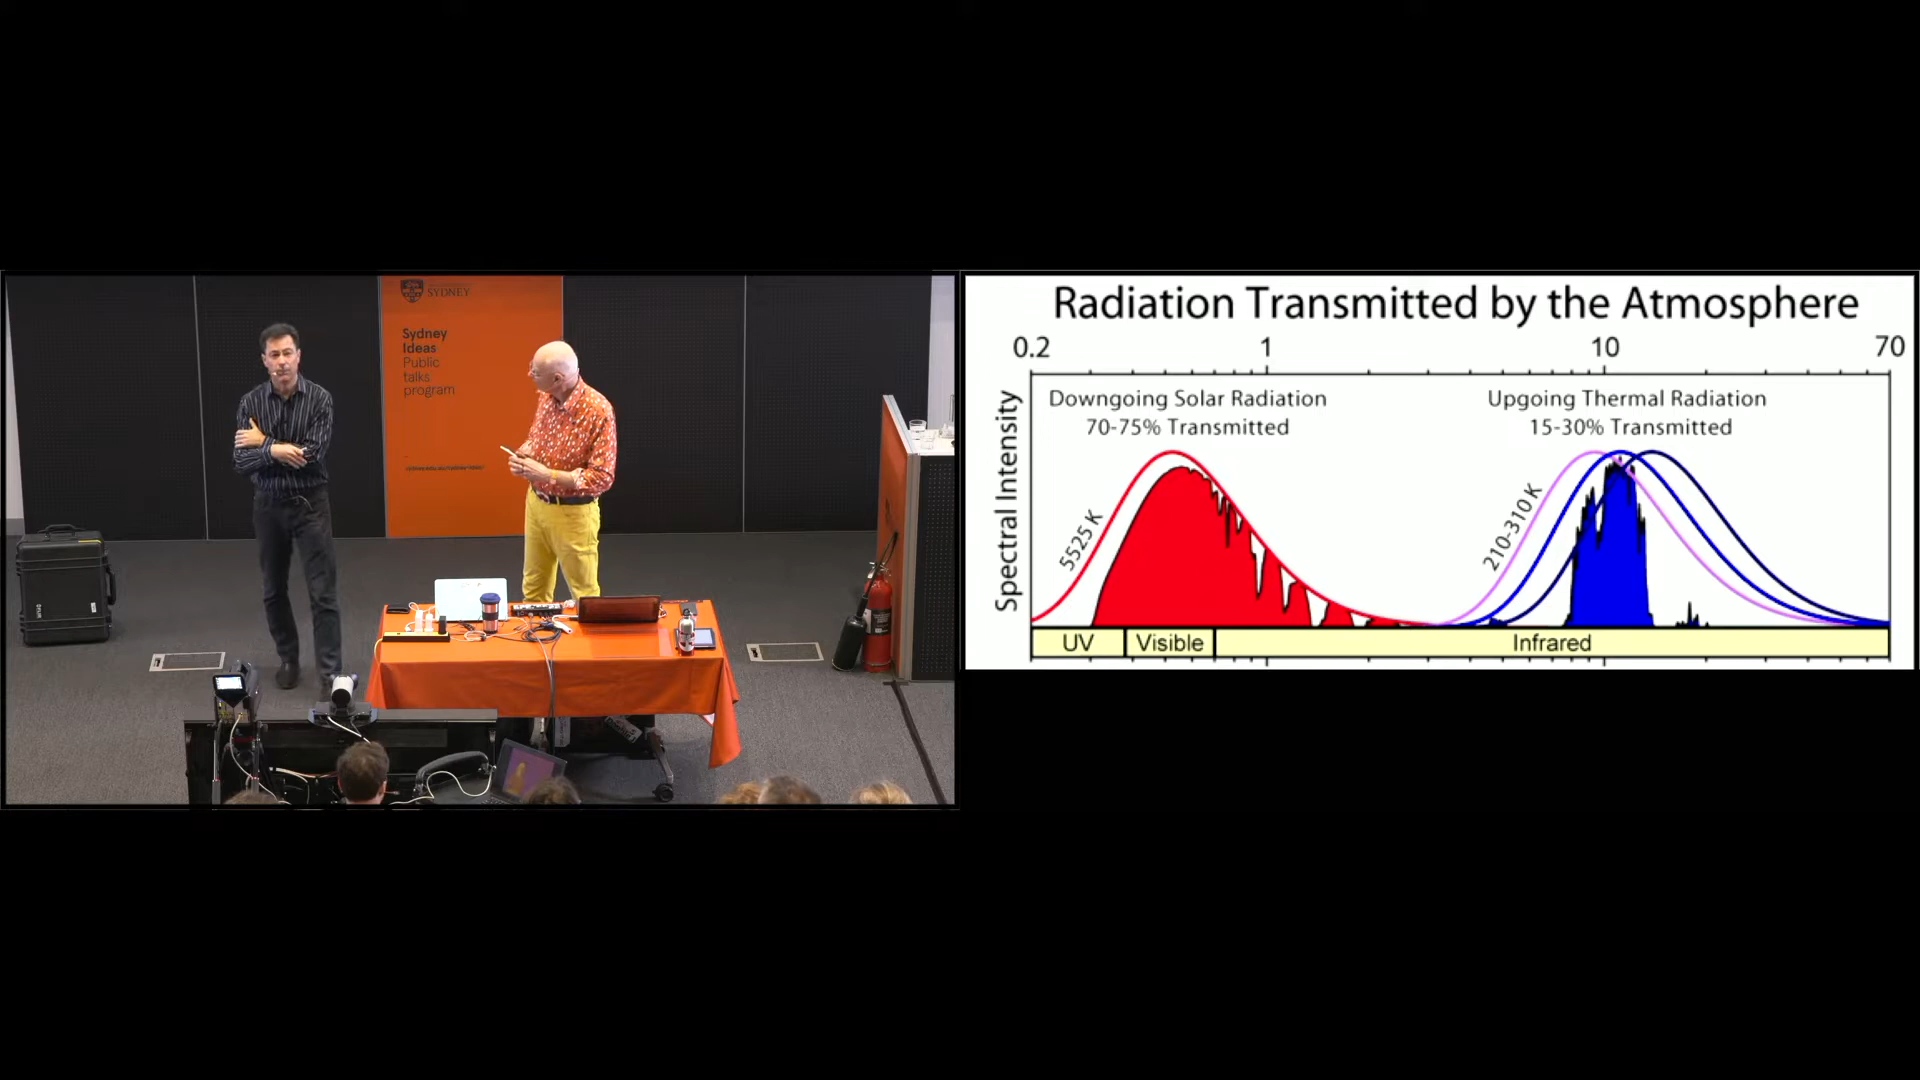 SYDNEY
Sydney
Ideas
Public
talks
program
Radiation Transmitted by the Atmosphere
0.2 1 10 70
Spectral Intensity
Downgoing Solar Radiation
70-75% Transmitted
Upgoing Thermal Radiation
15-30% Transmitted
5525 K
210-310 K
UV Visible Infrared